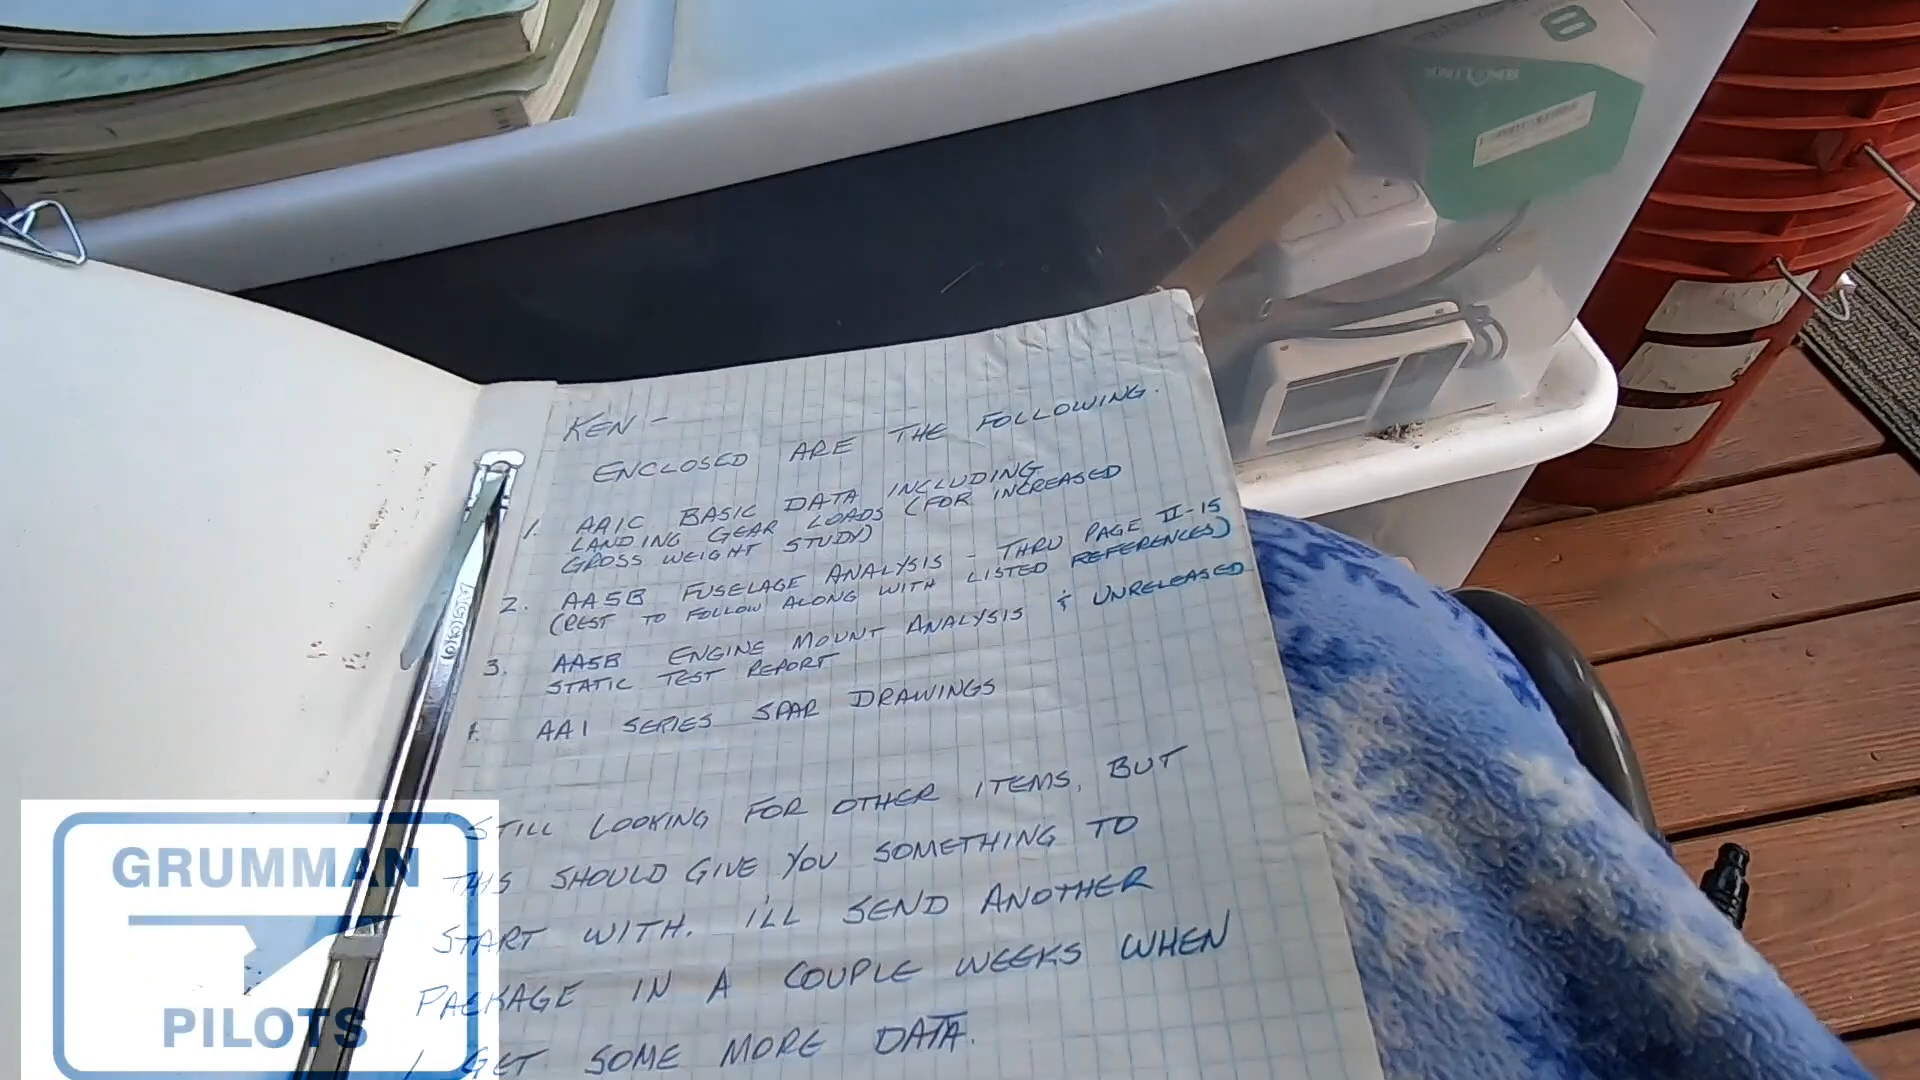 KEN -
ENCLOSED ARE THE FOLLOWING.
1. AA1C BASIC DATA INCLUDING
LANDING GEAR LOADS (FOR INCREASED
GROSS WEIGHT STUDY)
2. AA5B FUSELAGE ANALYSIS - THRU PAGE II-15
(REST TO FOLLOW ALONG WITH LISTED REFERENCES)
3. AA5B ENGINE MOUNT ANALYSIS & UNRELEASED
STATIC TEST REPORT
AA1 SERIES SPAR DRAWINGS
STILL LOOKING FOR OTHER ITEMS, BUT
THIS SHOULD GIVE YOU SOMETHING TO
START WITH. I'LL SEND ANOTHER
PACKAGE IN A COUPLE WEEKS WHEN
I GET SOME MORE DATA.
GRUMMAN
PILOTS